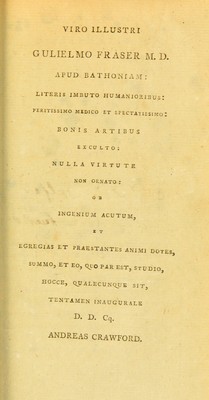 VIRO ILLUSTRI
GULIELMO FRASER M. D.
APUD BATHONIAM:
LITERIS IMBUTO HUMANIORIBUS:
PERITISSIMO MEDICO ET SPECTATISSIMO:
BONIS ARTIBUS
EXCULTO:
NULLA VIRTUTE
NON ORNATO:
OB
INGENIUM ACUTUM,
ET
EGREGIAS ET PRAESTANTES ANIMI DOTES,
SUMMO, ET EO, QUO PAR EST, STUDIO,
HOCCE, QUALECUNQUE SIT,
TENTAMEN INAUGURALE
D. D. Cq.
ANDREAS CRAWFORD.